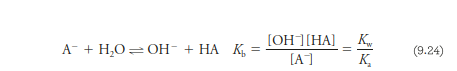 A⁻ + H₂O ⇌ OH⁻ + HA K_b = [OH⁻][HA] / [A⁻] = K_w / K_a (9.24)